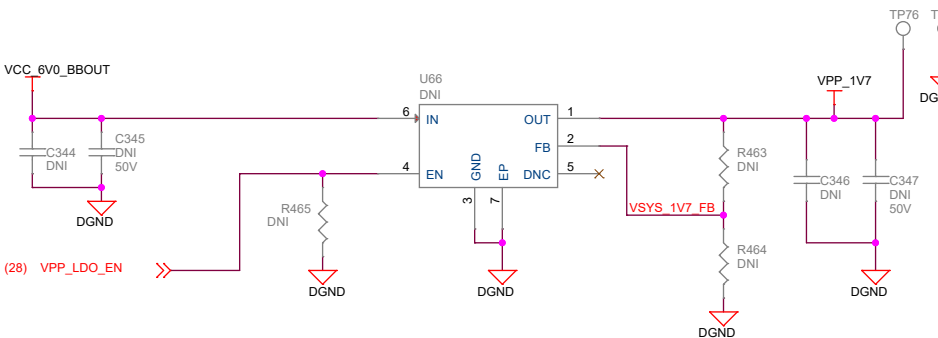 TP76 T
VCC_6V0_BBOUT
U66
DNI
VPP_1V7
DG
6 IN
OUT 1
C344
DNI
C345
DNI
50V
FB 2
4 EN
GND
EP
DNC 5
3
7
R463
DNI
C346
DNI
C347
DNI
50V
R465
DNI
VSYS_1V7_FB
DGND
R464
DNI
(28) VPP_LDO_EN
DGND
DGND
DGND
DGND